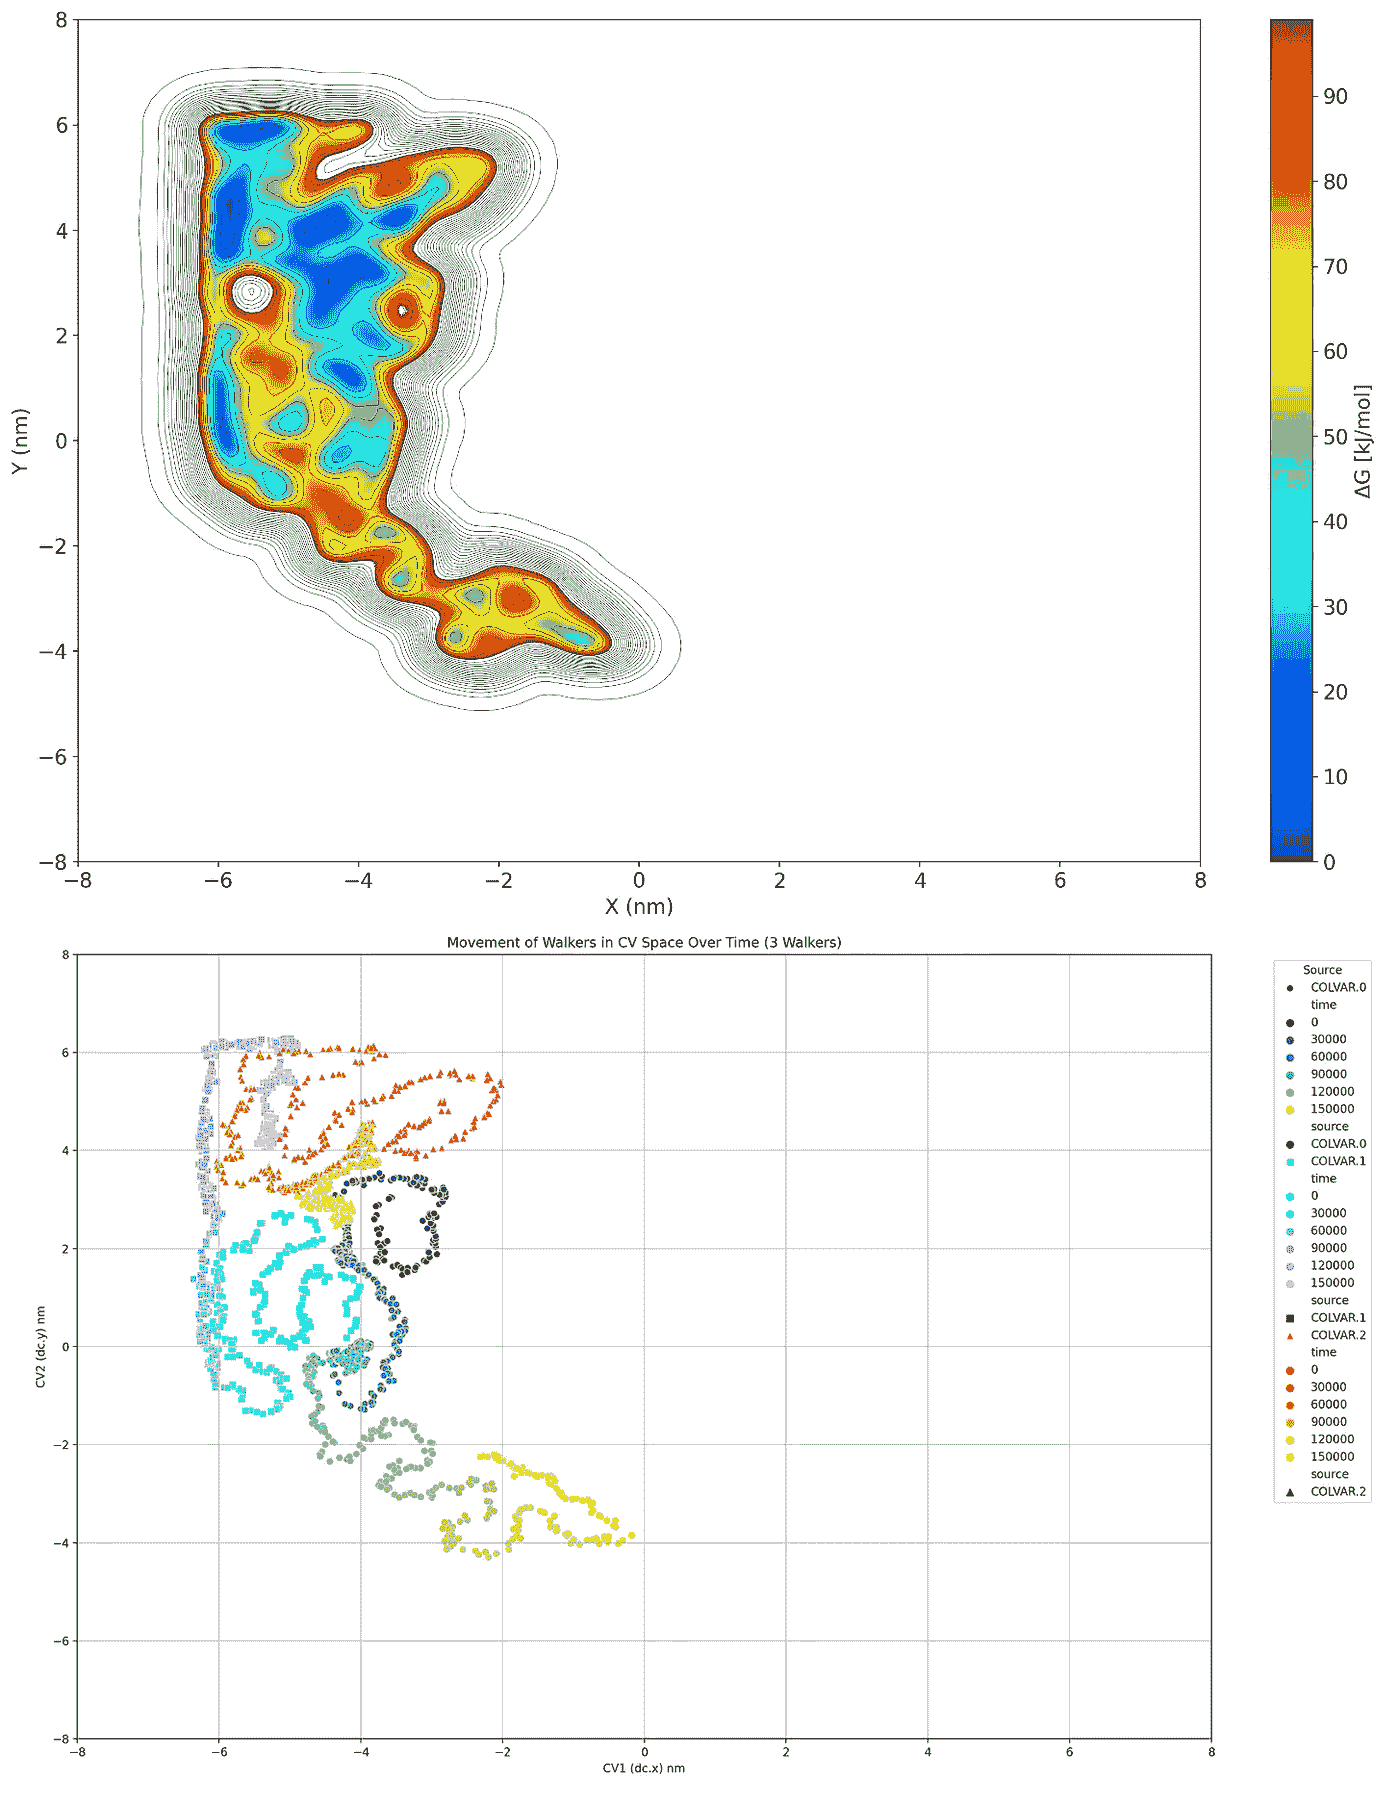 8
6
4
2
0
−2
−4
−6
−8
Y (nm)
−8 −6 −4 −2 0 2 4 6 8
X (nm)
90
80
70
60
50
40
30
20
10
0
ΔG [kJ/mol]
Movement of Walkers in CV Space Over Time (3 Walkers)
8
6
4
2
0
−2
−4
−6
−8
CV2 (dc.y) nm
−8 −6 −4 −2 0 2 4 6 8
CV1 (dc.x) nm
Source
COLVAR.0
time
0
30000
60000
90000
120000
150000
source
COLVAR.0
COLVAR.1
time
0
30000
60000
90000
120000
150000
source
COLVAR.1
COLVAR.2
time
0
30000
60000
90000
120000
150000
source
COLVAR.2